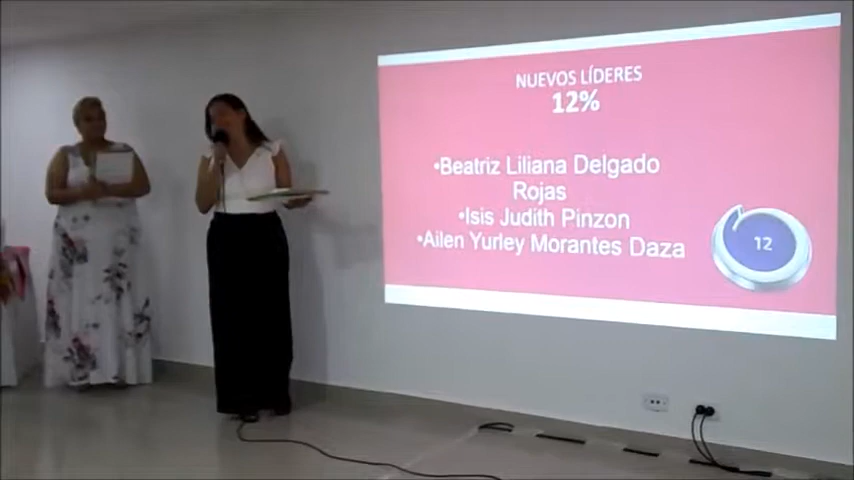 NUEVOS LÍDERES
12%
•Beatriz Liliana Delgado
Rojas
•Isis Judith Pinzon
•Ailen Yurley Morantes Daza
12